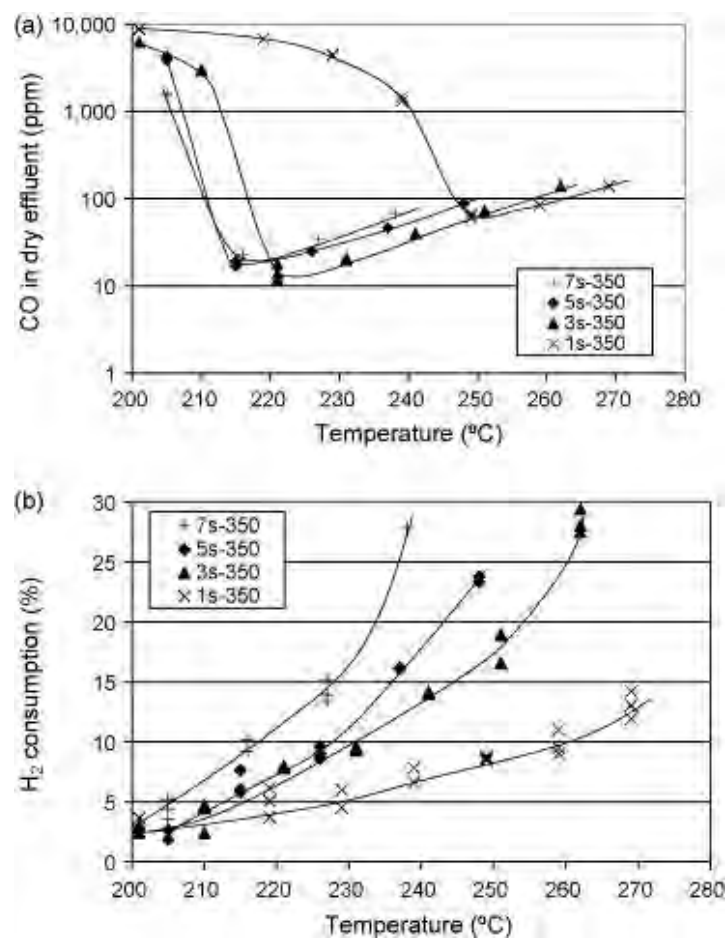 (a)
10,000
1,000
100
10
1
CO in dry effluent (ppm)
7s-350
5s-350
3s-350
1s-350
200 210 220 230 240 250 260 270 280
Temperature (ºC)
(b)
30
25
20
15
10
5
0
H₂ consumption (%)
7s-350
5s-350
3s-350
1s-350
200 210 220 230 240 250 260 270 280
Temperature (ºC)